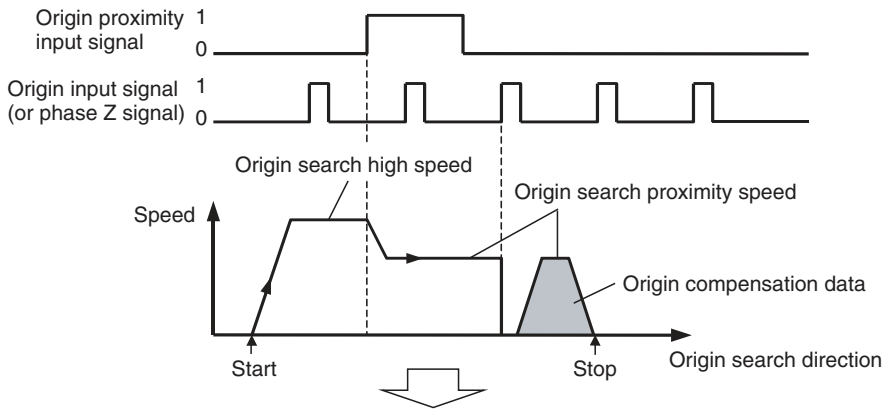 Origin proximity
input signal
1
0
Origin input signal
(or phase Z signal)
1
0
Origin search high speed
Origin search proximity speed
Speed
Origin compensation data
Start
Stop
Origin search direction